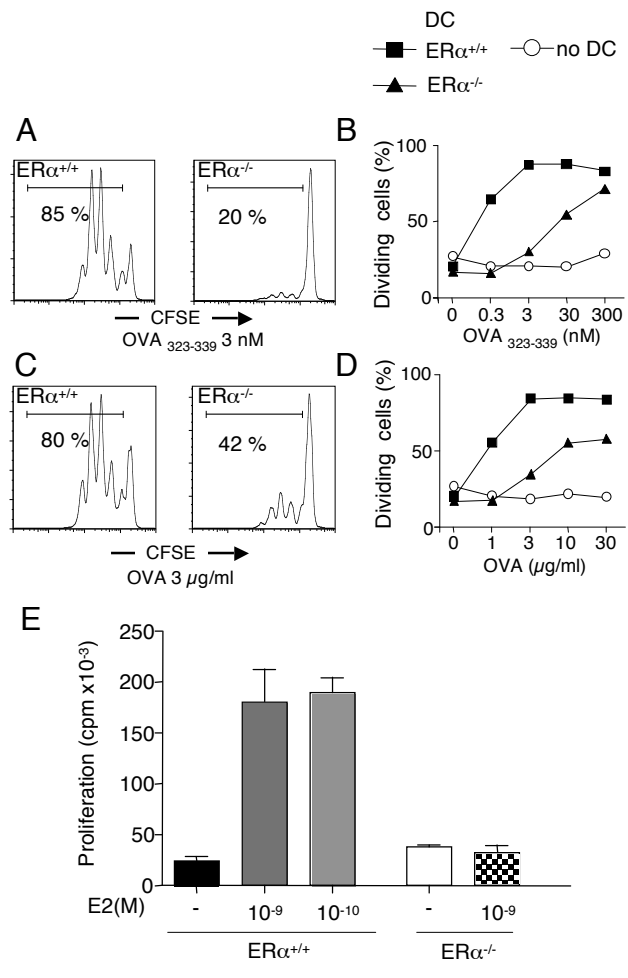 DC
ERα+/+ no DC
ERα-/-
A
ERα+/+
85 %
ERα-/-
20 %
CFSE
OVA 323-339 3 nM
B
Dividing cells (%)
100
50
0
0 0.3 3 30 300
OVA 323-339 (nM)
C
ERα+/+
80 %
ERα-/-
42 %
CFSE
OVA 3 µg/ml
D
Dividing cells (%)
100
50
0
0 1 3 10 30
OVA (µg/ml)
E
Proliferation (cpm x10-3)
250
200
150
100
50
0
E2(M) - 10-9 10-10 - 10-9
ERα+/+ ERα-/-